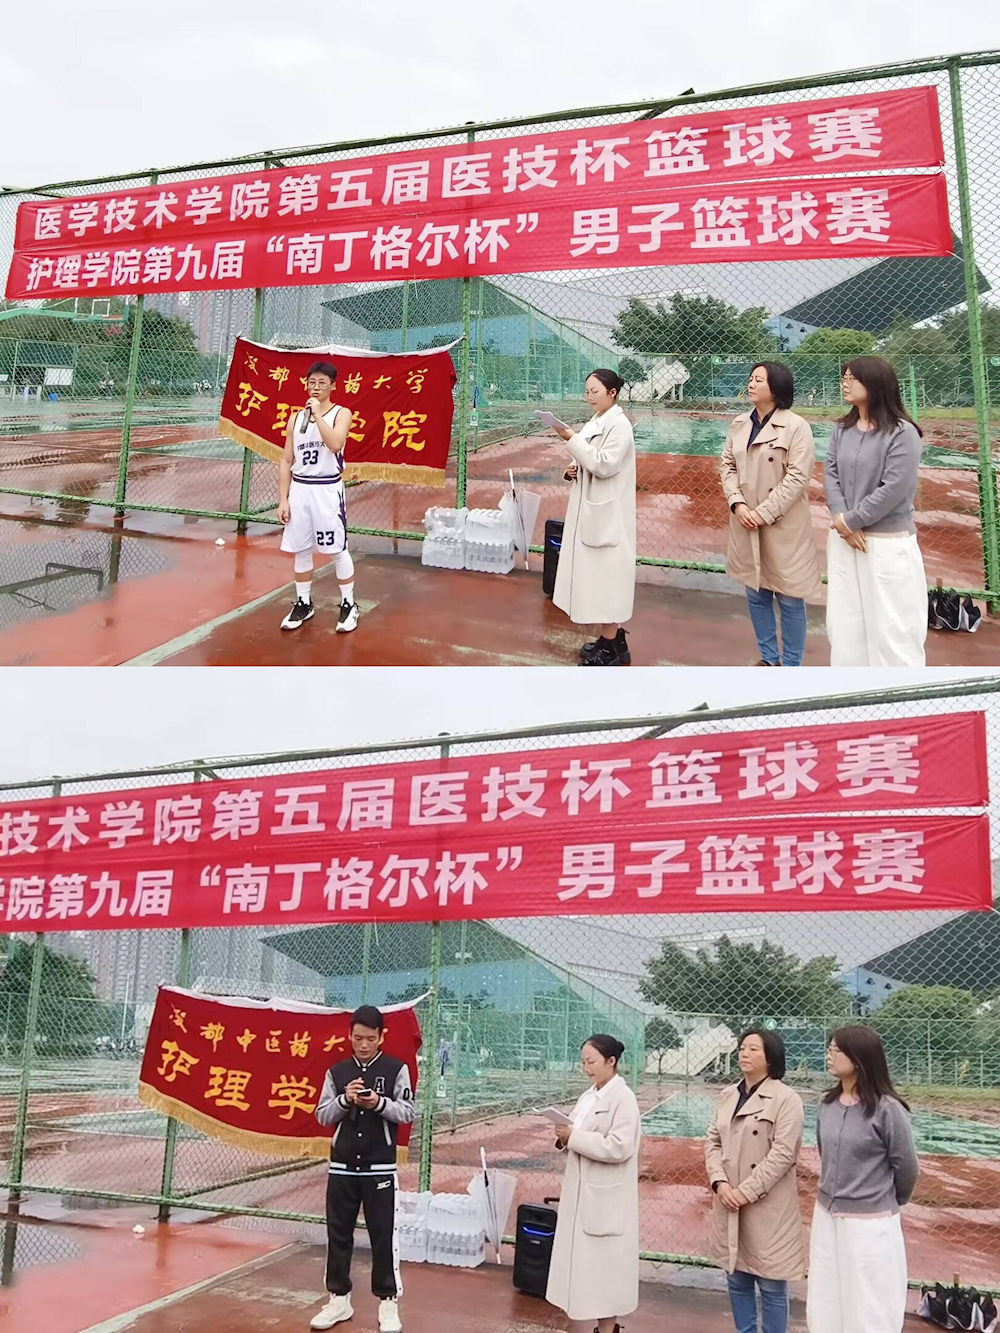 医学技术学院第五届医技杯篮球赛
护理学院第九届“南丁格尔杯”男子篮球赛
成都中医药大学
护理学院
23
23
技术学院第五届医技杯篮球赛
学院第九届“南丁格尔杯”男子篮球赛
成都中医药大
护理学
A